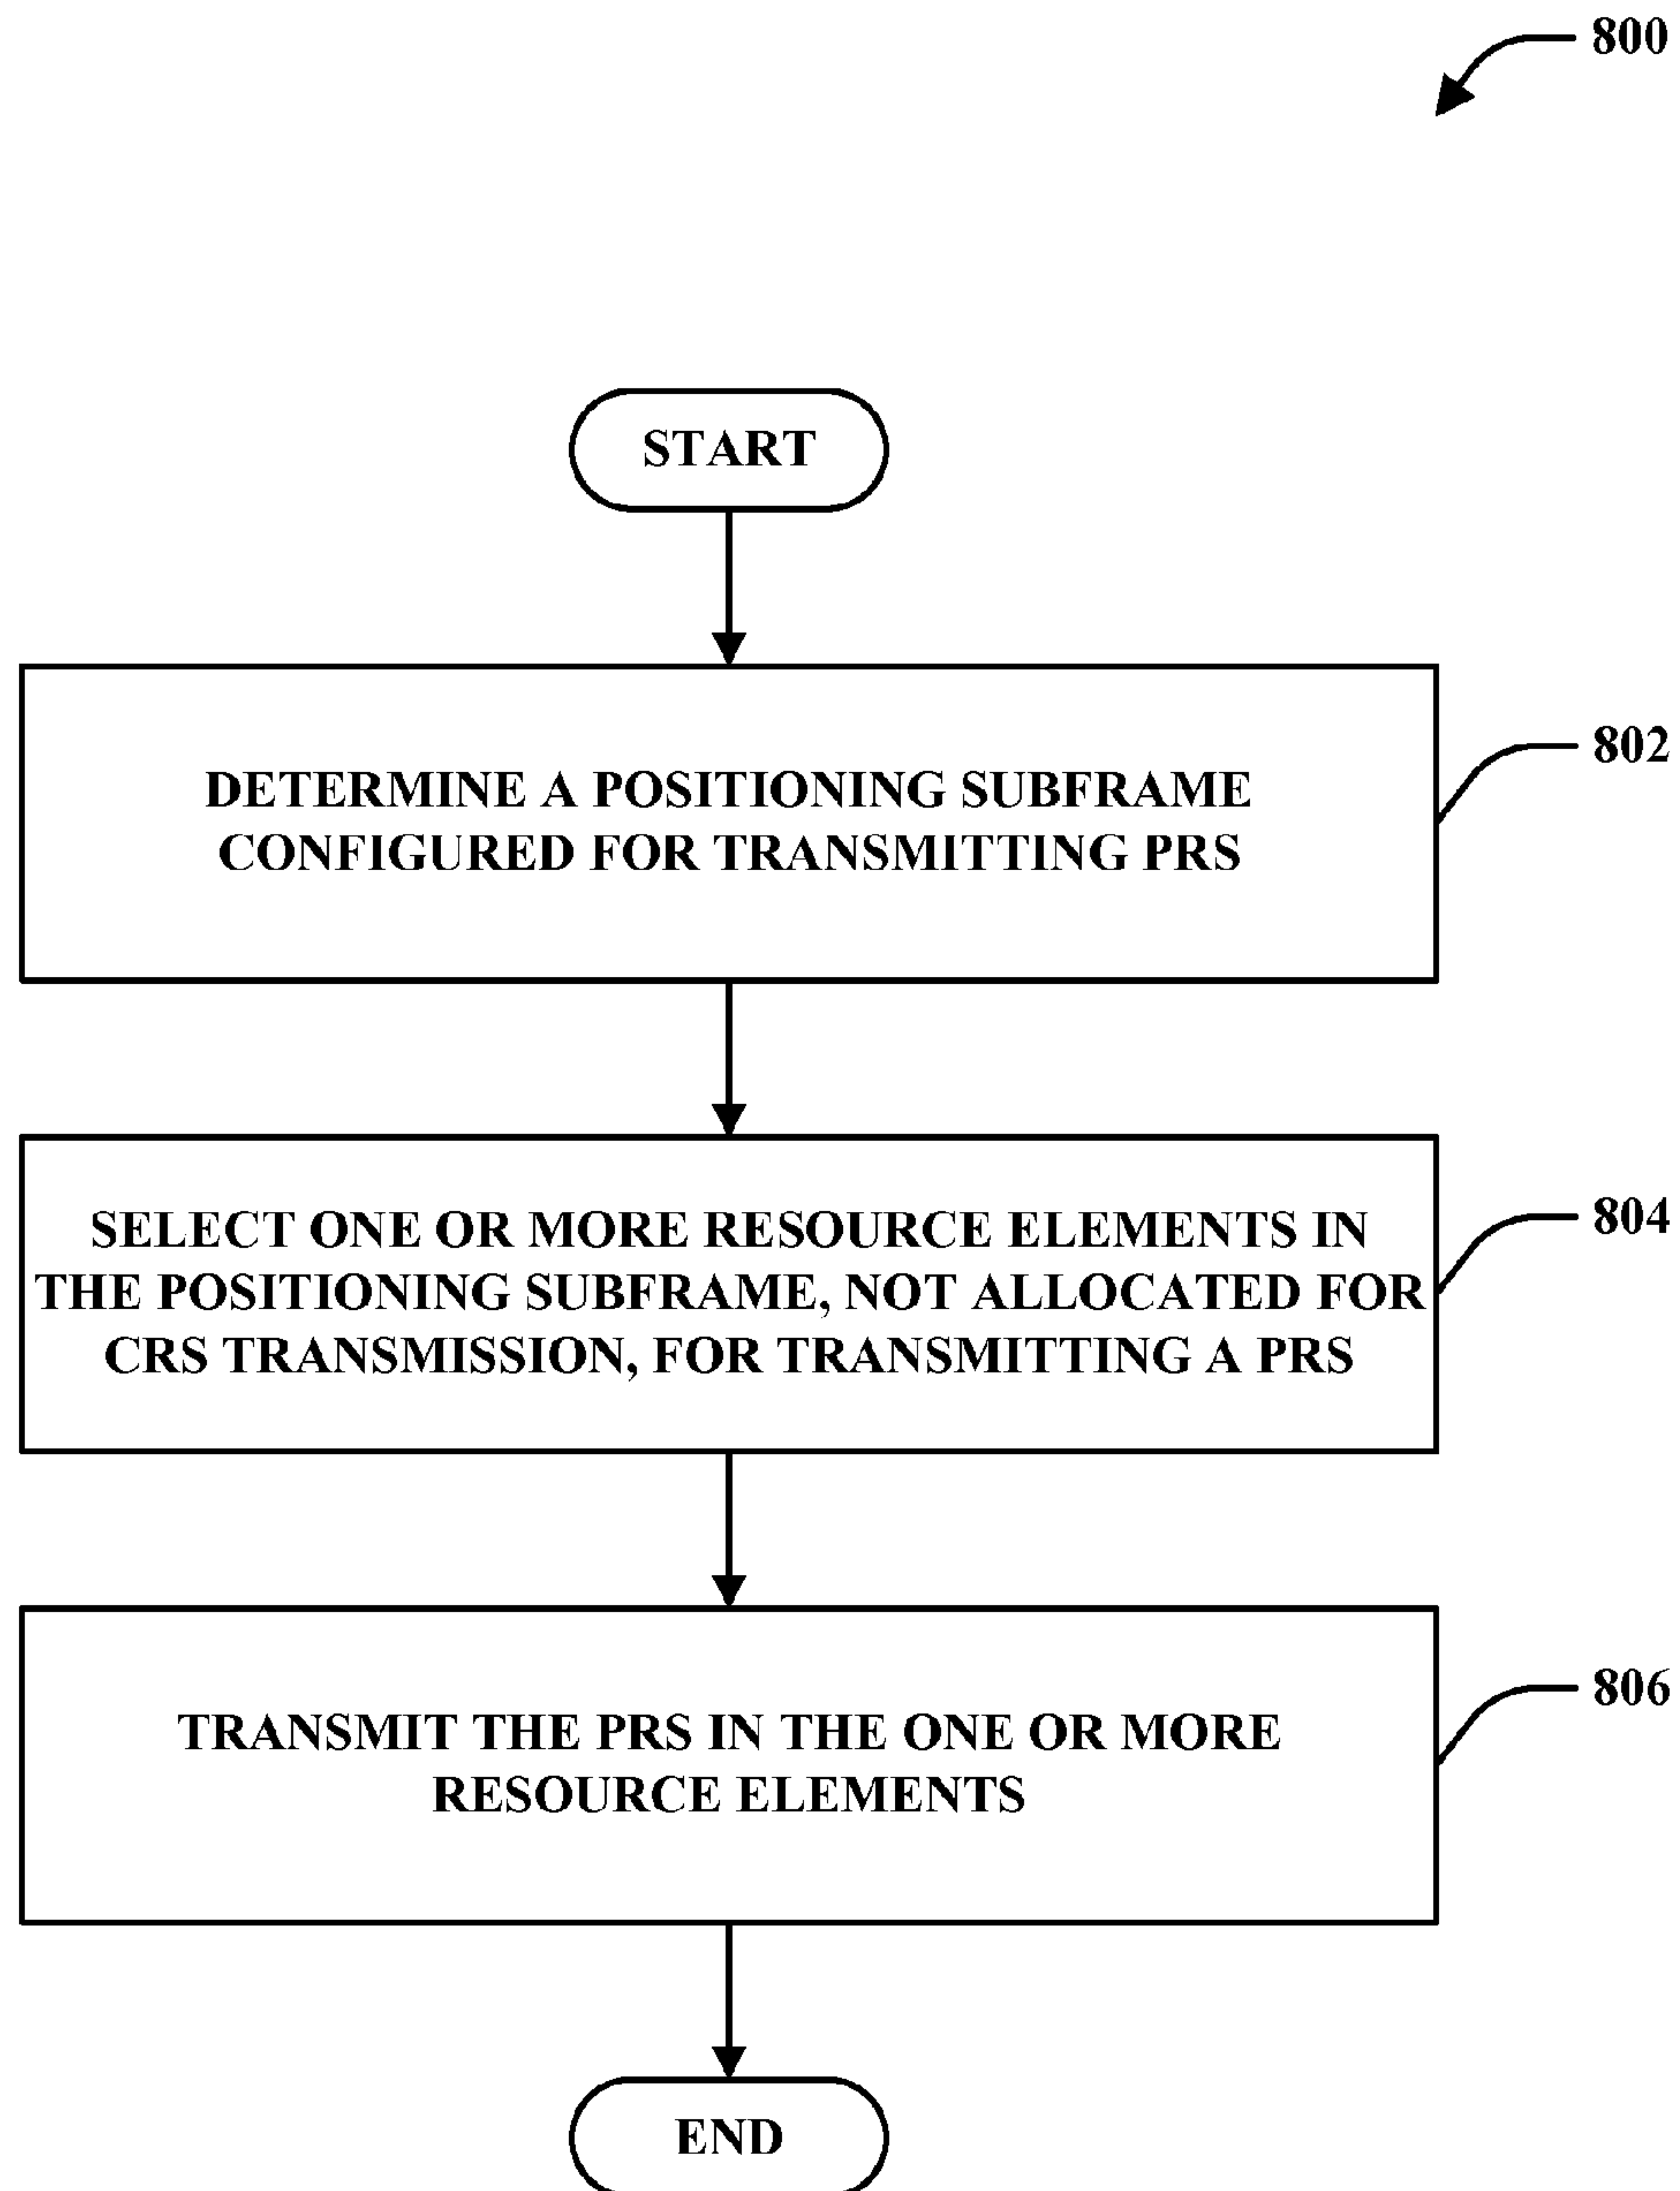 800
START
DETERMINE A POSITIONING SUBFRAME
CONFIGURED FOR TRANSMITTING PRS
802
SELECT ONE OR MORE RESOURCE ELEMENTS IN
THE POSITIONING SUBFRAME, NOT ALLOCATED FOR
CRS TRANSMISSION, FOR TRANSMITTING A PRS
804
TRANSMIT THE PRS IN THE ONE OR MORE
RESOURCE ELEMENTS
806
END